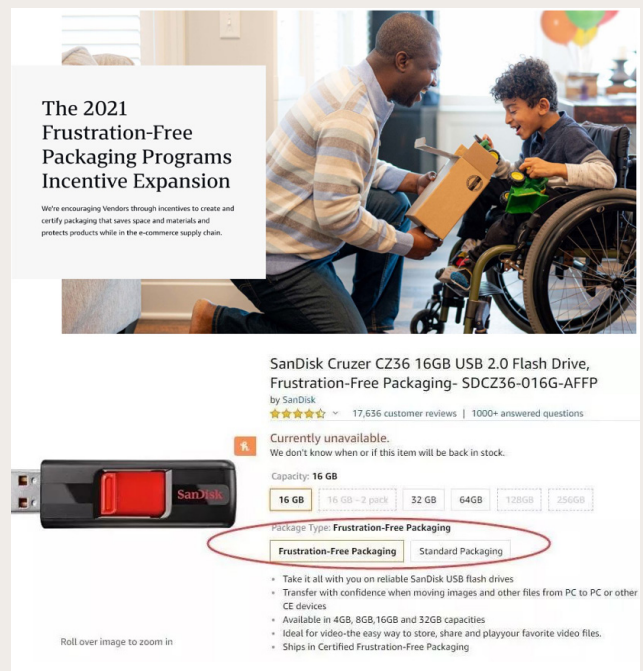 The 2021
Frustration-Free
Packaging Programs
Incentive Expansion
We're encouraging Vendors through incentives to create and
certify packaging that saves space and materials and
protects products while in the e-commerce supply chain.
SanDisk Cruzer CZ36 16GB USB 2.0 Flash Drive,
Frustration-Free Packaging- SDCZ36-016G-AFFP
by SanDisk
17,636 customer reviews | 1000+ answered questions
Currently unavailable.
We don't know when or if this item will be back in stock.
Capacity: 16 GB
16 GB 16 GB - 2 pack 32 GB 64GB 128GB 256GB
SanDisk
Package Type: Frustration-Free Packaging
Frustration-Free Packaging Standard Packaging
Take it all with you on reliable SanDisk USB flash drives
Transfer with confidence when moving images and other files from PC to PC or other
CE devices
Available in 4GB, 8GB,16GB and 32GB capacities
Ideal for video-the easy way to store, share and playyour favorite video files.
Ships in Certified Frustration-Free Packaging
Roll over image to zoom in